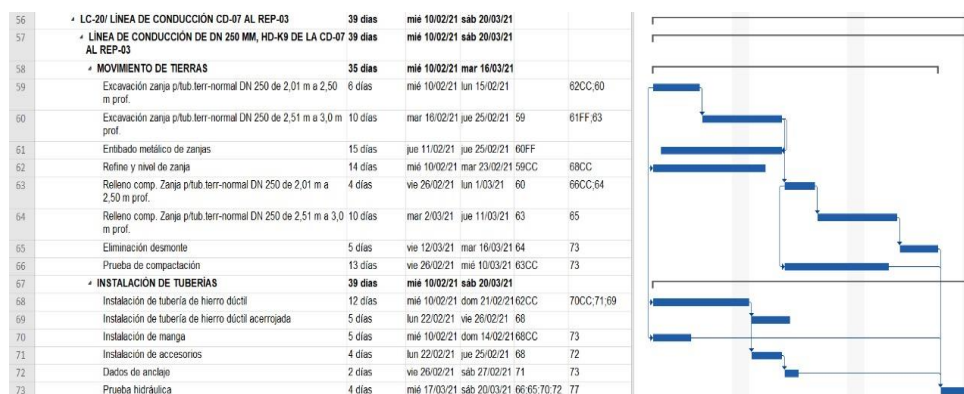 56 LC-20/ LÍNEA DE CONDUCCIÓN CD-07 AL REP-03 39 días mié 10/02/21 sáb 20/03/21
57 LÍNEA DE CONDUCCIÓN DE DN 250 MM, HD-K9 DE LA CD-07 39 días mié 10/02/21 sáb 20/03/21
AL REP-03
58 MOVIMIENTO DE TIERRAS 35 días mié 10/02/21 mar 16/03/21
59 Excavación zanja p/tub.terr-normal DN 250 de 2,01 m a 2,50 6 días mié 10/02/21 lun 15/02/21 62CC;60
m prof.
60 Excavación zanja p/tub.terr-normal DN 250 de 2,51 m a 3,0 m 10 días mar 16/02/21 jue 25/02/21 59 61FF;63
prof.
61 Entibado metálico de zanjas 15 días jue 11/02/21 jue 25/02/21 60FF
62 Refine y nivel de zanja 14 días mié 10/02/21 mar 23/02/21 59CC 68CC
63 Relleno comp. Zanja p/tub.terr-normal DN 250 de 2,01 m a 4 días vie 26/02/21 lun 1/03/21 60 66CC;64
2,50 m prof.
64 Relleno comp. Zanja p/tub.terr-normal DN 250 de 2,51 m a 3,0 10 días mar 2/03/21 jue 11/03/21 63 65
m prof.
65 Eliminación desmonte 5 días vie 12/03/21 mar 16/03/21 64 73
66 Prueba de compactación 13 días vie 26/02/21 mié 10/03/21 63CC 73
67 INSTALACIÓN DE TUBERÍAS 39 días mié 10/02/21 sáb 20/03/21
68 Instalación de tubería de hierro dúctil 12 días mié 10/02/21 dom 21/02/21 62CC 70CC;71;69
69 Instalación de tubería de hierro dúctil acerrojada 5 días lun 22/02/21 vie 26/02/21 68
70 Instalación de manga 5 días mié 10/02/21 dom 14/02/21 68CC 73
71 Instalación de accesorios 4 días lun 22/02/21 jue 25/02/21 68 72
72 Dados de anclaje 2 días vie 26/02/21 sáb 27/02/21 71 73
73 Prueba hidráulica 4 días mié 17/03/21 sáb 20/03/21 66;65;70;72 77